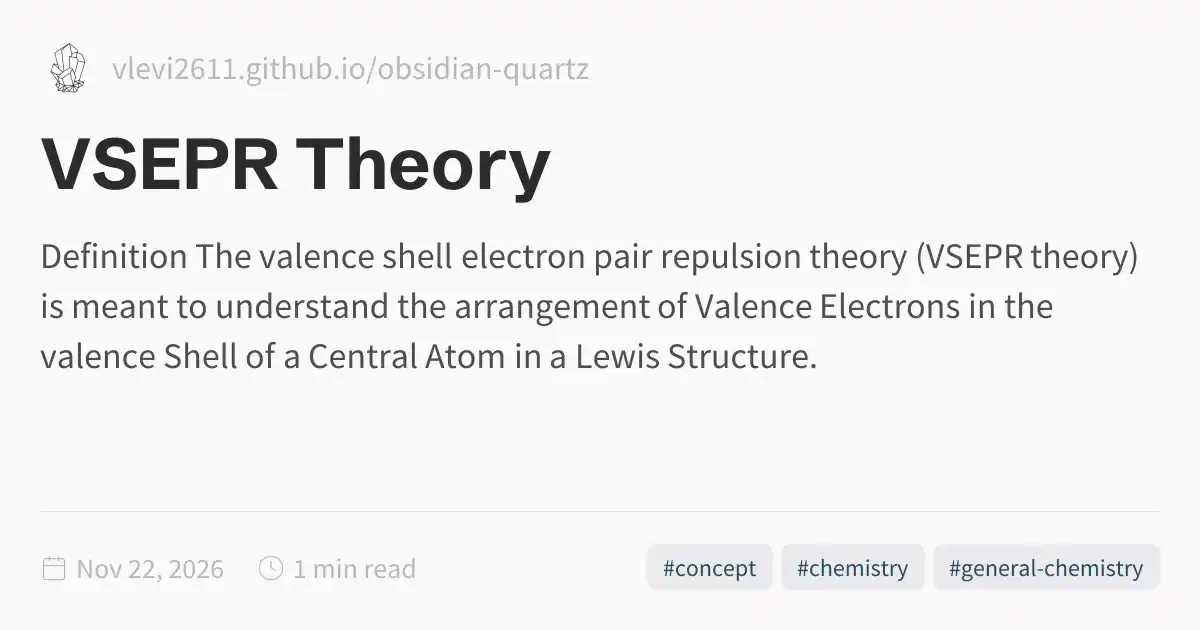 vlevi2611.github.io/obsidian-quartz
VSEPR Theory
Definition The valence shell electron pair repulsion theory (VSEPR theory)
is meant to understand the arrangement of Valence Electrons in the
valence Shell of a Central Atom in a Lewis Structure.
Nov 22, 2026 1 min read #concept #chemistry #general-chemistry